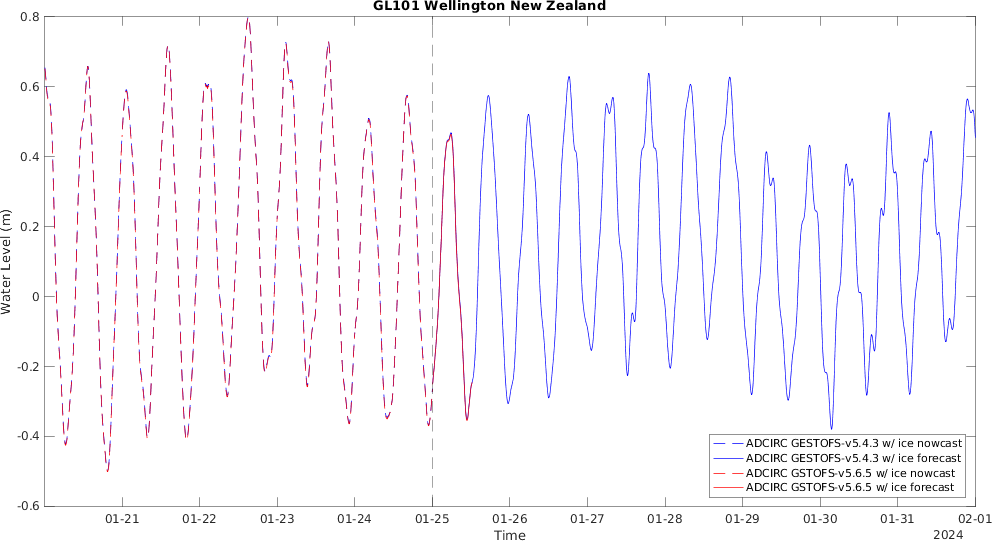 GL101 Wellington New Zealand
Water Level (m)
0.8
0.6
0.4
0.2
0
-0.2
-0.4
-0.6
01-21 01-22 01-23 01-24 01-25 01-26 01-27 01-28 01-29 01-30 01-31 02-01
Time
2024
ADCIRC GESTOFS-v5.4.3 w/ ice nowcast
ADCIRC GESTOFS-v5.4.3 w/ ice forecast
ADCIRC GSTOFS-v5.6.5 w/ ice nowcast
ADCIRC GSTOFS-v5.6.5 w/ ice forecast